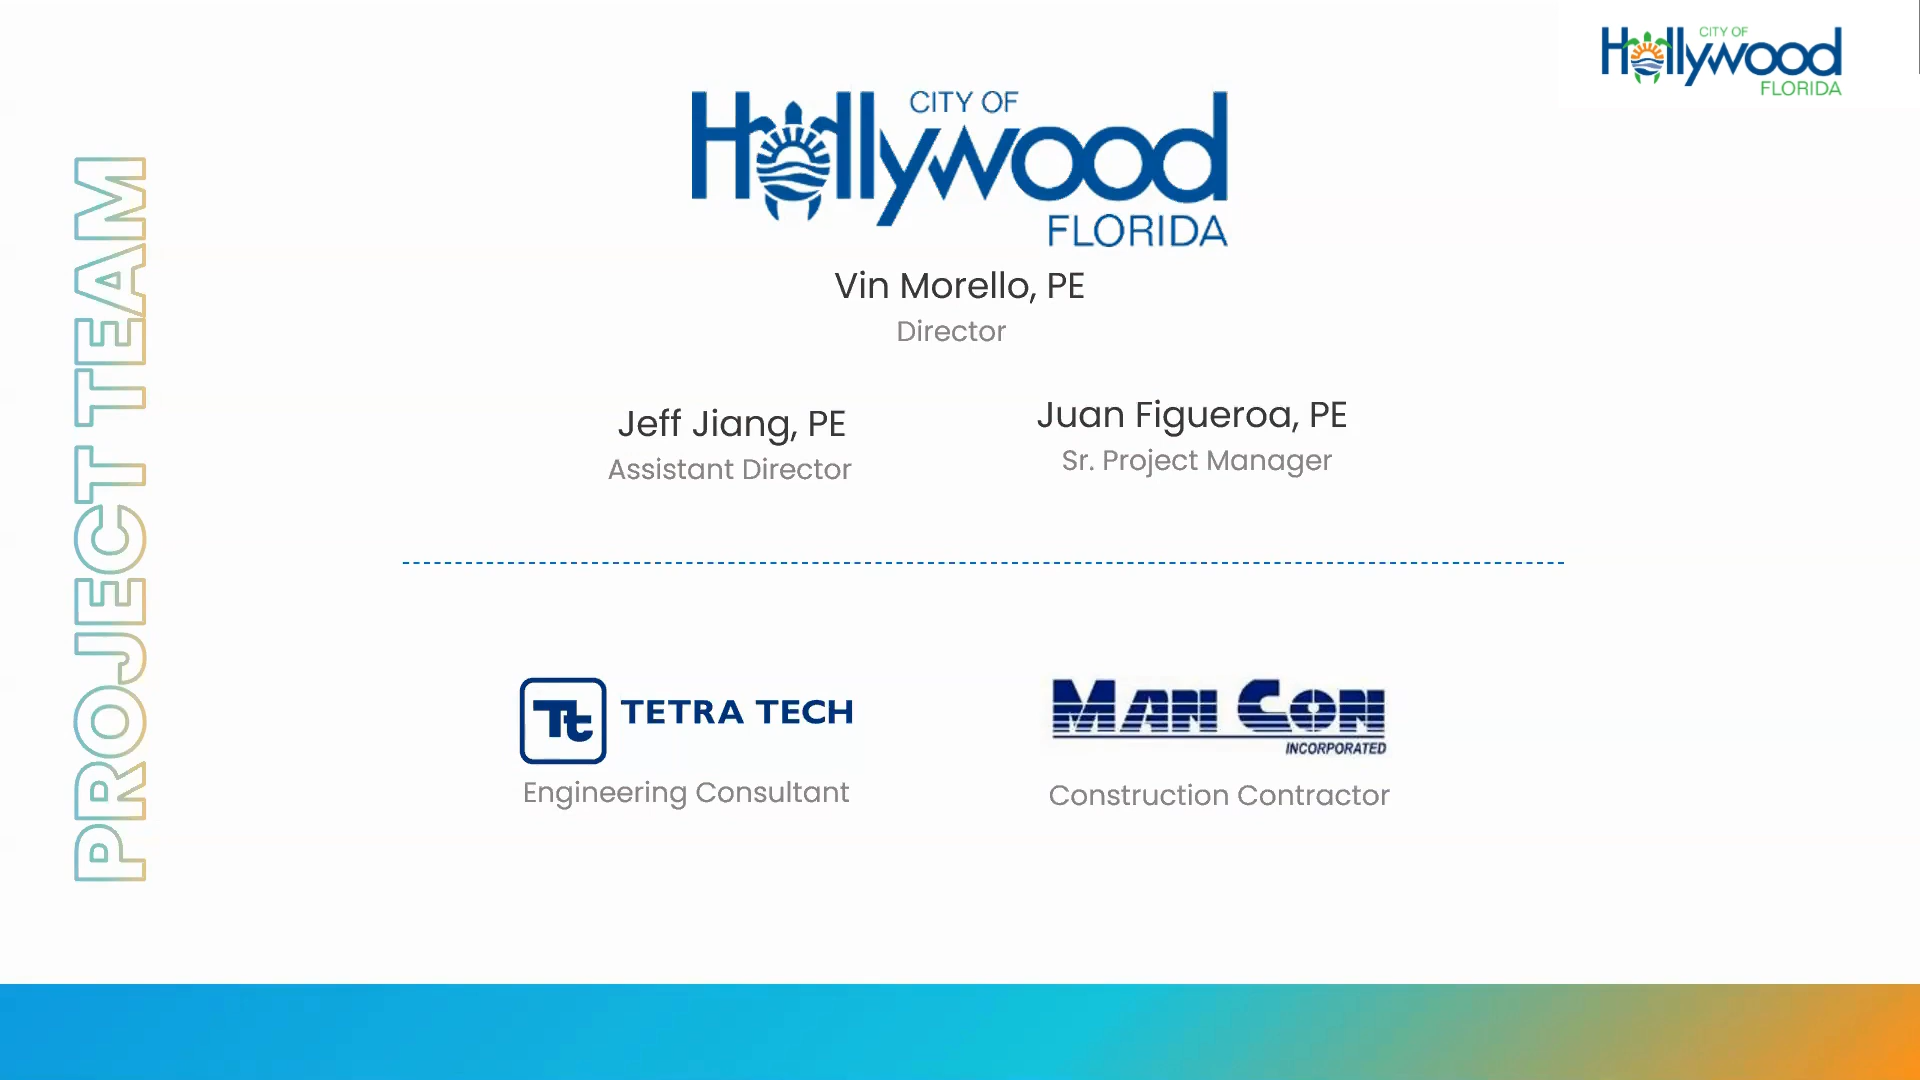 CITY OF
Hollywood
FLORIDA
CITY OF
Hollywood
FLORIDA
PROJECT TEAM
Vin Morello, PE
Director
Jeff Jiang, PE
Assistant Director
Juan Figueroa, PE
Sr. Project Manager
Tt TETRA TECH
Engineering Consultant
MAN CON
INCORPORATED
Construction Contractor